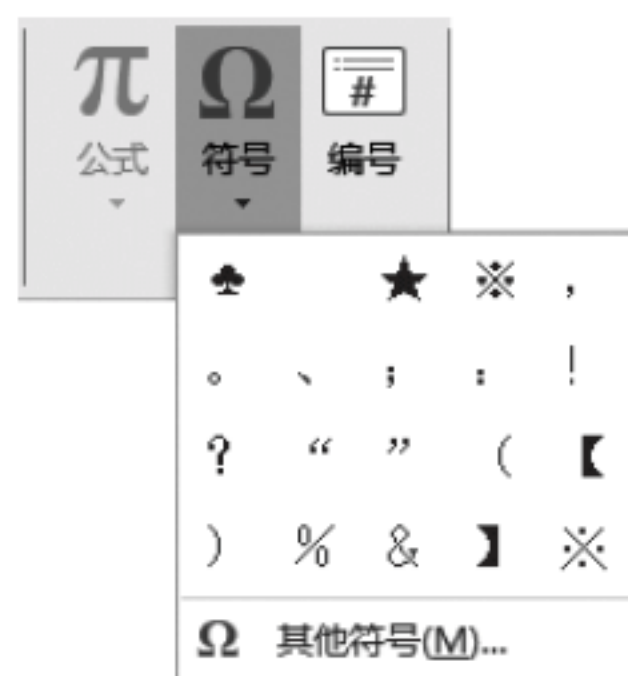 π Ω #
公式 符号 编号
♣ ★ ※ ，
。 、 ； ： ！
？ “ ” （ 【
） % & 】 ※
Ω 其他符号(M)...